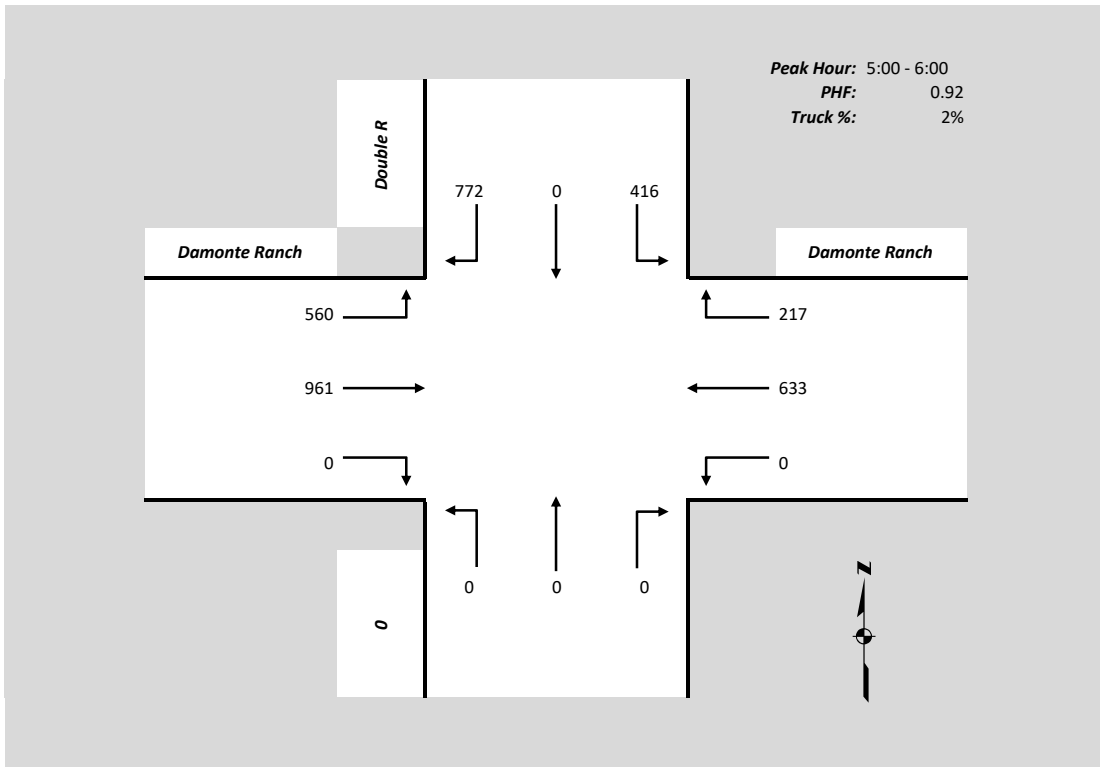 Peak Hour: 5:00 - 6:00
PHF: 0.92
Truck %: 2%
Double R
772 0 416
Damonte Ranch
Damonte Ranch
560
217
961
633
0
0
0 0 0
0
N